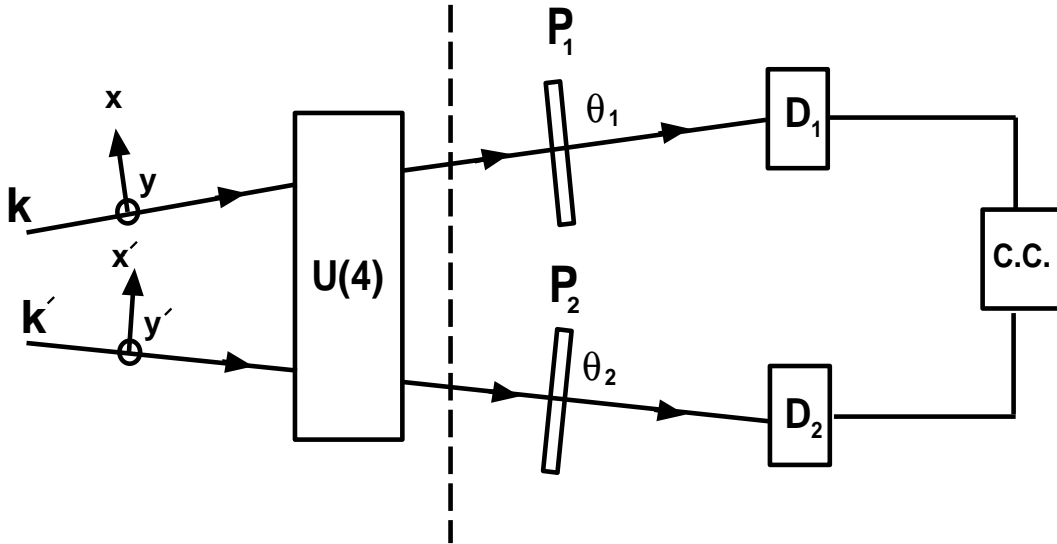 P₁
x
θ₁
D₁
y
k
x′
U(4)
C.C.
P₂
k′
y′
θ₂
D₂